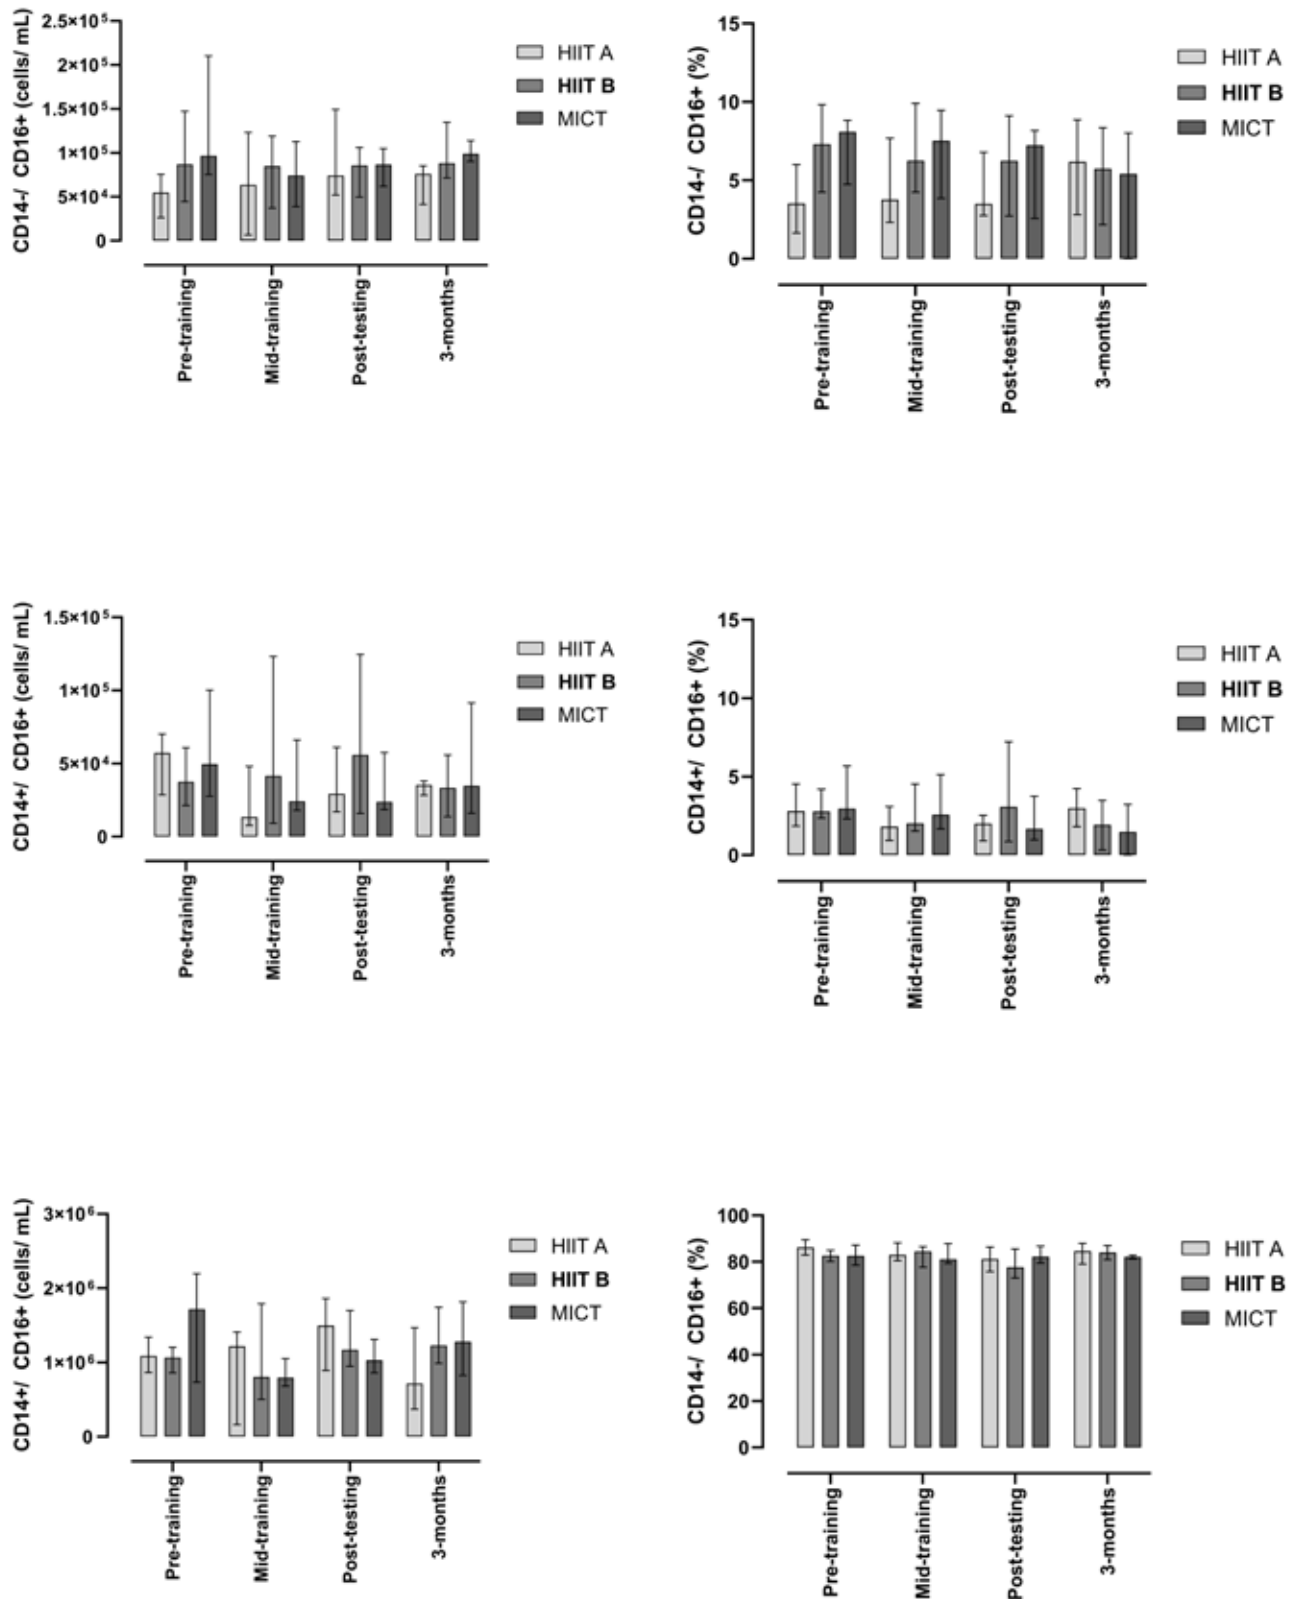 CD14-/ CD16+ (cells/ mL)
2.5×10⁵
2×10⁵
1.5×10⁵
1×10⁵
5×10⁴
0
Pre-training
Mid-training
Post-testing
3-months
HIIT A
HIIT B
MICT
CD14-/ CD16+ (%)
15
10
5
0
Pre-training
Mid-training
Post-testing
3-months
HIIT A
HIIT B
MICT
CD14+/ CD16+ (cells/ mL)
1.5×10⁵
1×10⁵
5×10⁴
0
Pre-training
Mid-training
Post-testing
3-months
HIIT A
HIIT B
MICT
CD14+/ CD16+ (%)
15
10
5
0
Pre-training
Mid-training
Post-testing
3-months
HIIT A
HIIT B
MICT
CD14+/ CD16+ (cells/ mL)
3×10⁶
2×10⁶
1×10⁶
0
Pre-training
Mid-training
Post-testing
3-months
HIIT A
HIIT B
MICT
CD14-/ CD16+ (%)
100
80
60
40
20
0
Pre-training
Mid-training
Post-testing
3-months
HIIT A
HIIT B
MICT